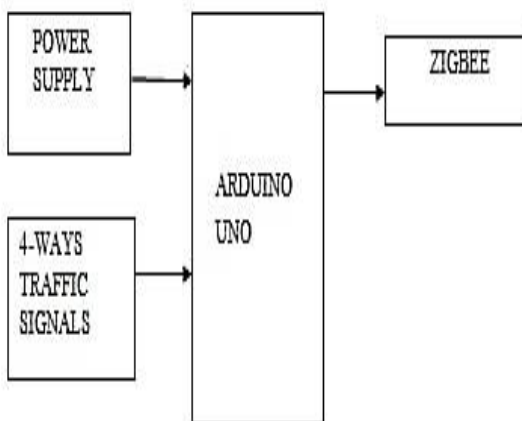 POWER
SUPPLY
4-WAYS
TRAFFIC
SIGNALS
ARDUINO
UNO
ZIGBEE